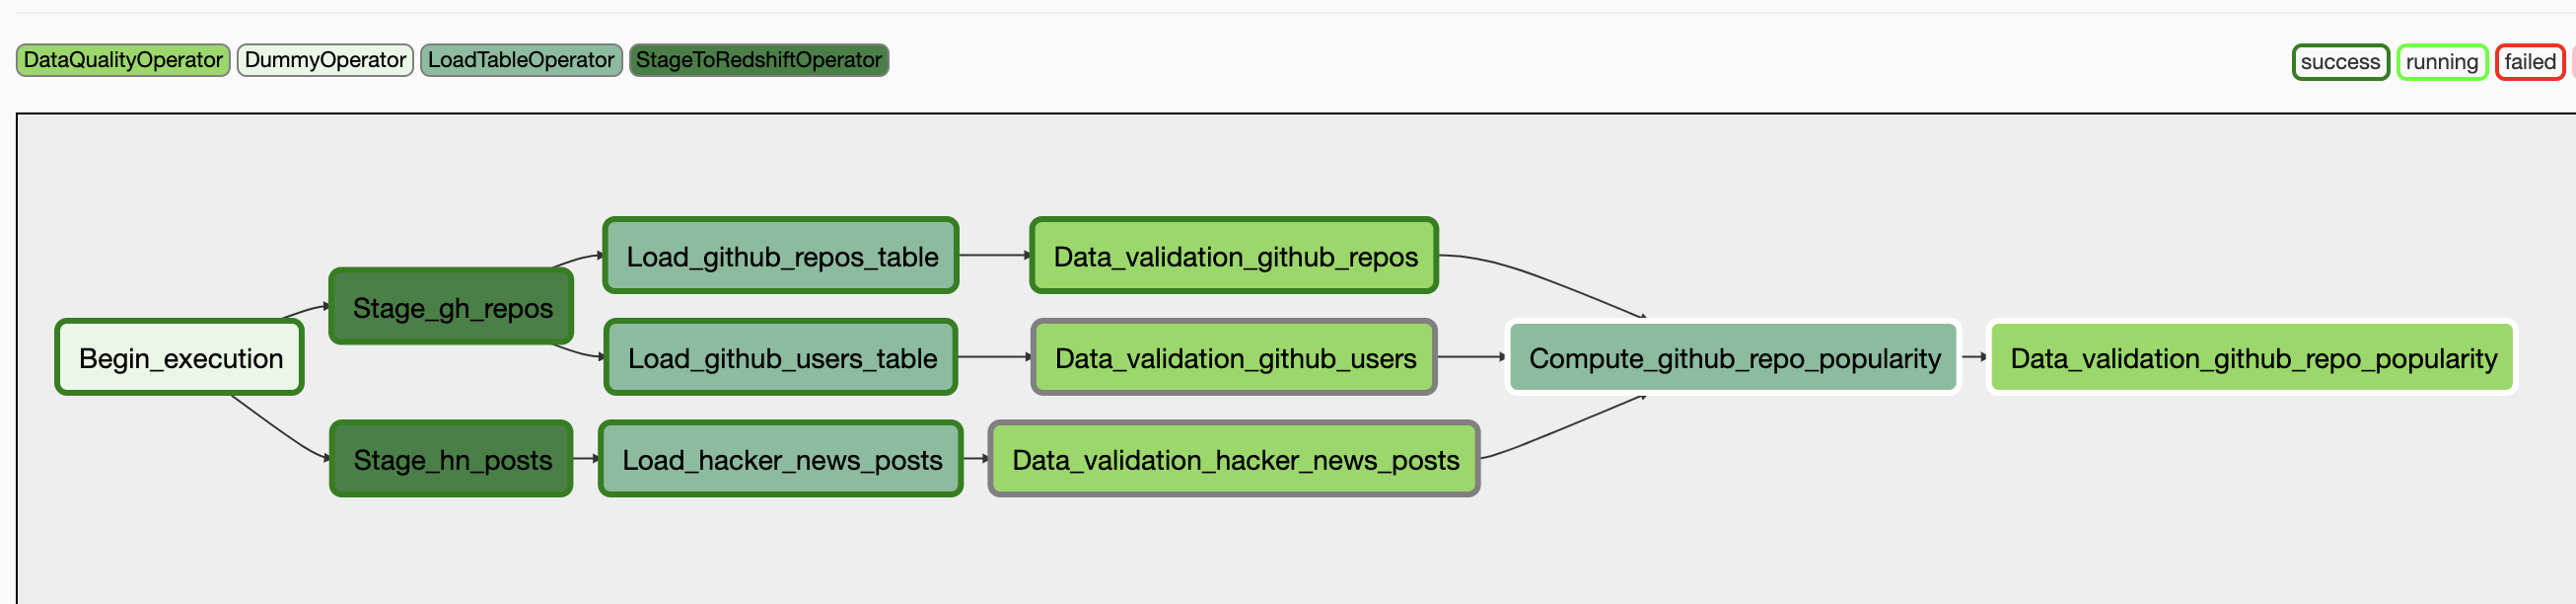 DataQualityOperator DummyOperator LoadTableOperator StageToRedshiftOperator success running failed
Load_github_repos_table Data_validation_github_repos
Stage_gh_repos
Begin_execution Load_github_users_table Data_validation_github_users Compute_github_repo_popularity Data_validation_github_repo_popularity
Stage_hn_posts Load_hacker_news_posts Data_validation_hacker_news_posts